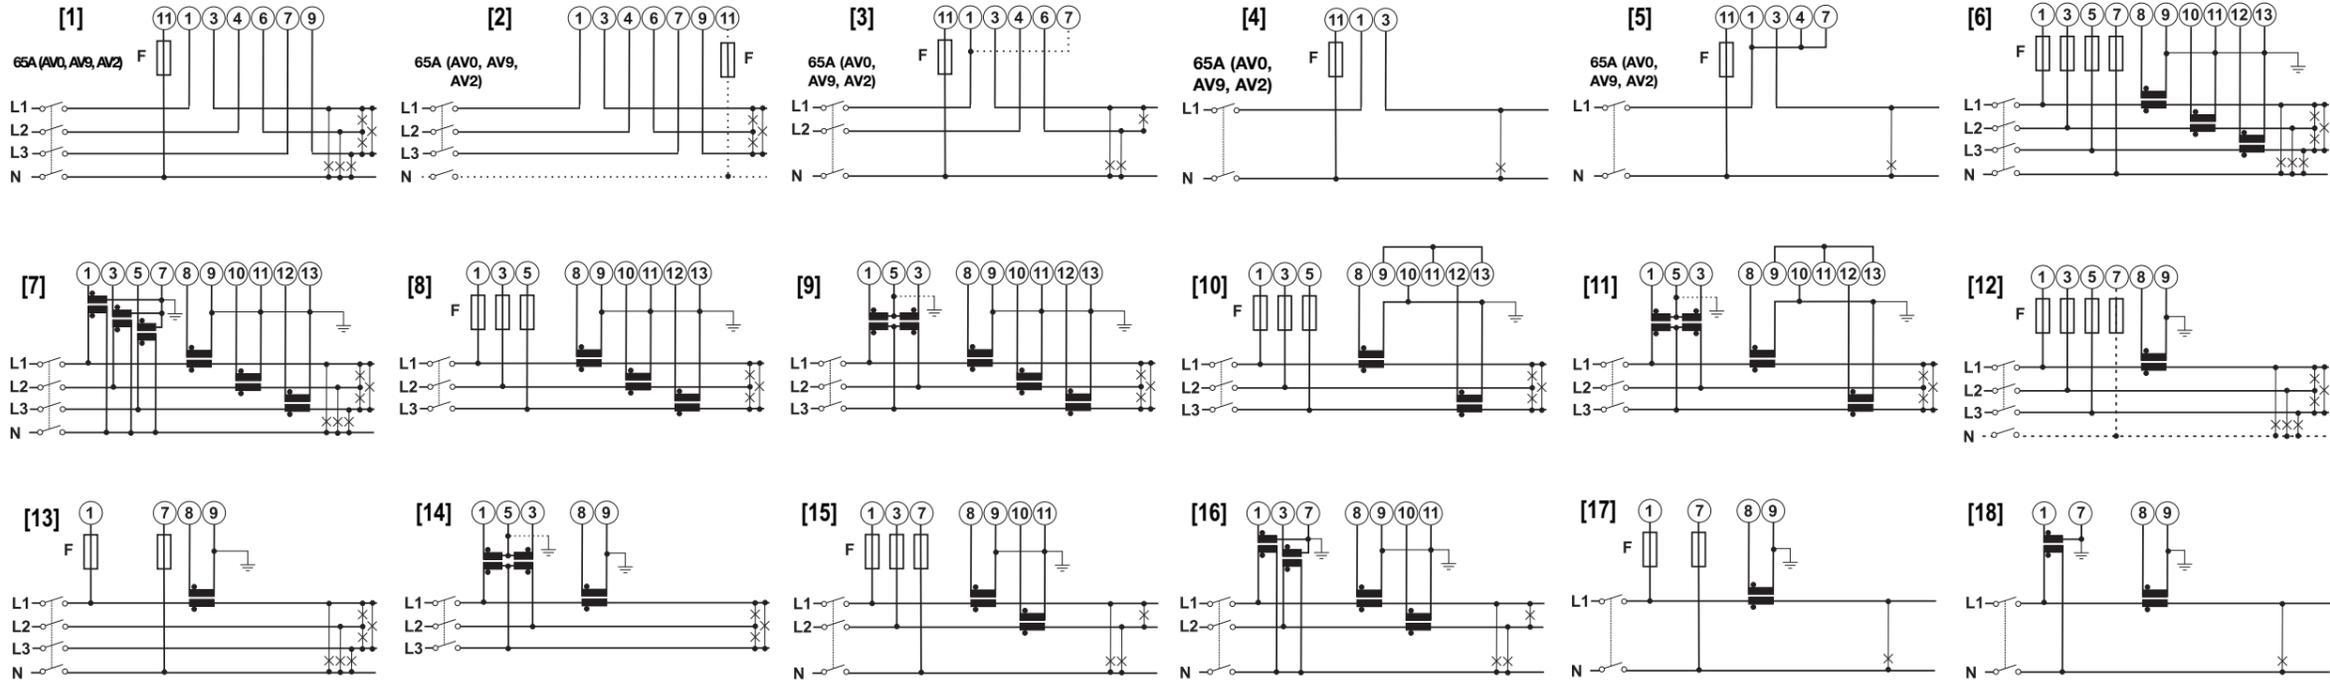 [1] 11 1 3 4 6 7 9
F
65A (AV0, AV9, AV2)
L1
L2
L3
N
[2] 1 3 4 6 7 9 11
F
65A (AV0, AV9,
AV2)
L1
L2
L3
N
[3] 11 1 3 4 6 7
F
65A (AV0,
AV9, AV2)
L1
L2
N
[4] 11 1 3
F
65A (AV0,
AV9, AV2)
L1
N
[5] 11 1 3 4 7
F
65A (AV0,
AV9, AV2)
L1
N
[6] 1 3 5 7 8 9 10 11 12 13
F
L1
L2
L3
N
[7] 1 3 5 7 8 9 10 11 12 13
L1
L2
L3
N
[8] 1 3 5 8 9 10 11 12 13
F
L1
L2
L3
[9] 1 5 3 8 9 10 11 12 13
L1
L2
L3
[10] 1 3 5 8 9 10 11 12 13
F
L1
L2
L3
[11] 1 5 3 8 9 10 11 12 13
L1
L2
L3
[12] 1 3 5 7 8 9
F
L1
L2
L3
N
[13] 1 7 8 9
F
L1
L2
L3
N
[14] 1 5 3 8 9
L1
L2
L3
[15] 1 3 7 8 9 10 11
F
L1
L2
N
[16] 1 3 7 8 9 10 11
L1
L2
N
[17] 1 7 8 9
F
L1
N
[18] 1 7 8 9
L1
N